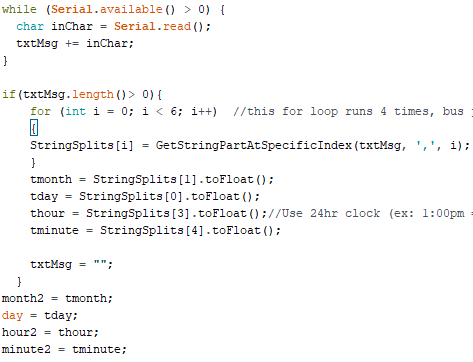 while (Serial.available() > 0) {
  char inChar = Serial.read();
  txtMsg += inChar;
}

if(txtMsg.length()> 0){
    for (int i = 0; i < 6; i++)  //this for loop runs 4 times, bus
    {
    StringSplits[i] = GetStringPartAtSpecificIndex(txtMsg, ',', i);
    }
    tmonth = StringSplits[1].toFloat();
    tday = StringSplits[0].toFloat();
    thour = StringSplits[3].toFloat();//Use 24hr clock (ex: 1:00pm =
    tminute = StringSplits[4].toFloat();

    txtMsg = "";
  }
month2 = tmonth;
day = tday;
hour2 = thour;
minute2 = tminute;